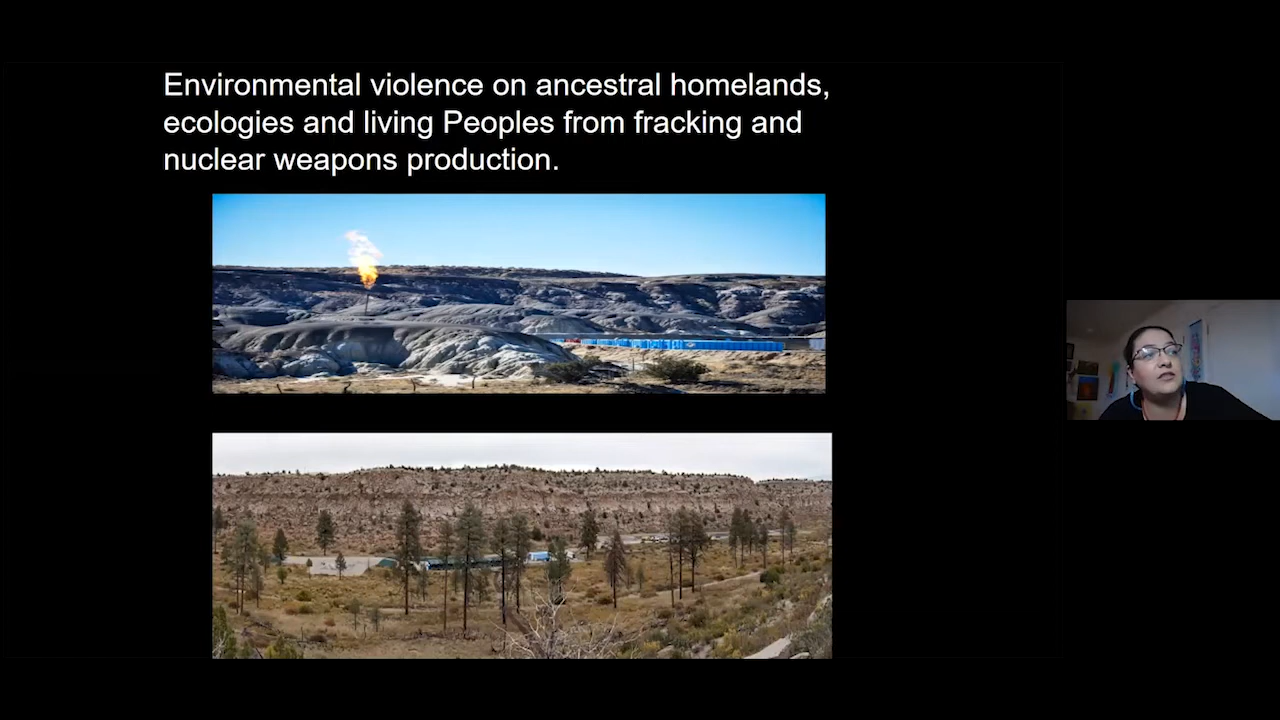 Environmental violence on ancestral homelands,
ecologies and living Peoples from fracking and
nuclear weapons production.